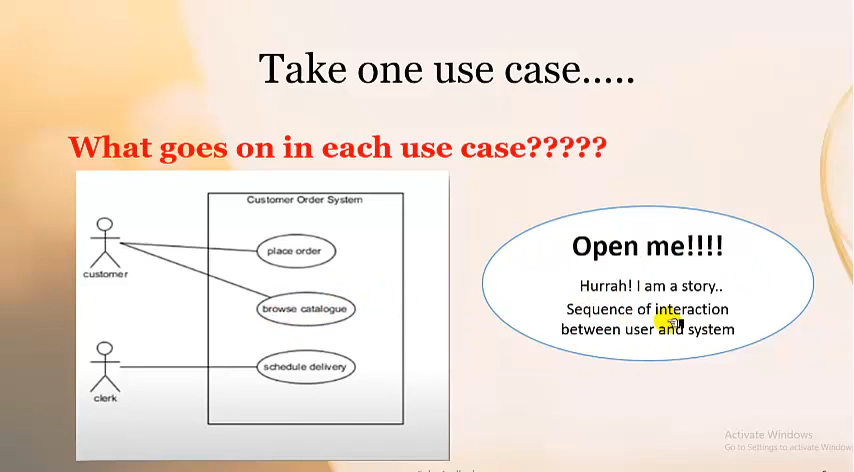 Take one use case.....
What goes on in each use case?????
Customer Order System
place order
customer
browse catalogue
schedule delivery
clerk
Open me!!!!
Hurrah! I am a story..
Sequence of interaction
between user and system
Activate Windows
Go to Settings to activate Windows